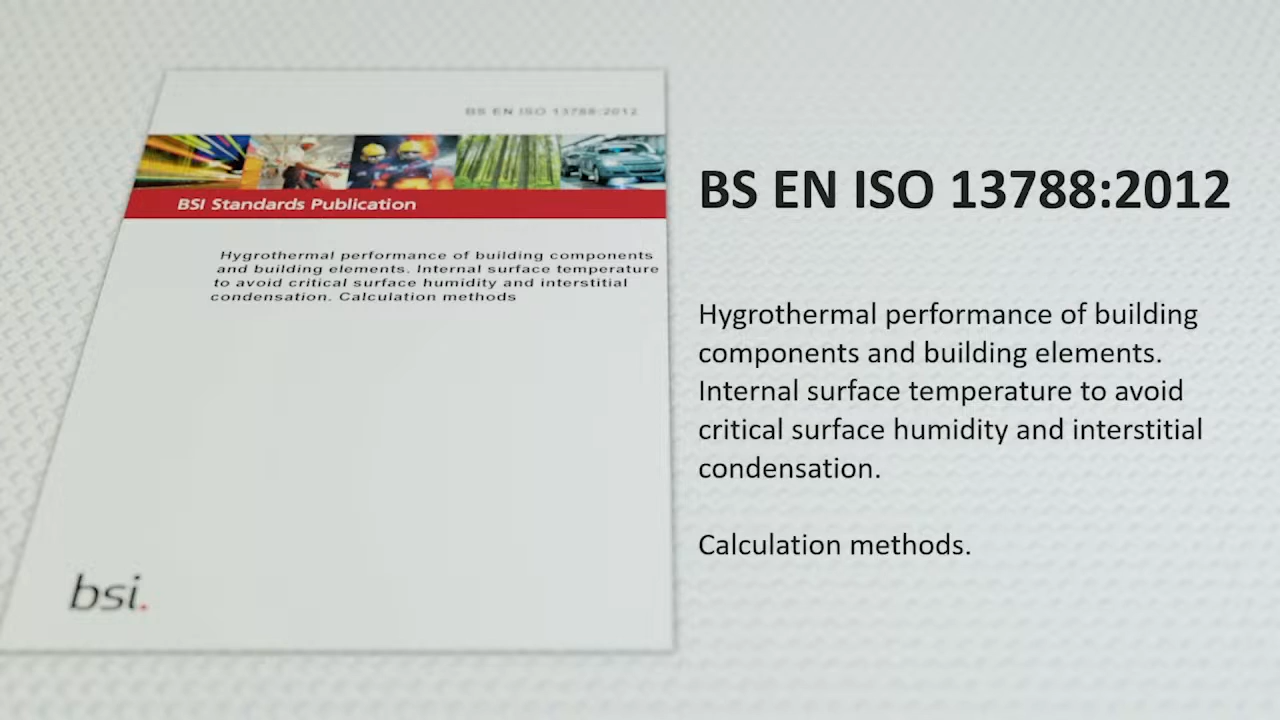 BS EN ISO 13788:2012
BSI Standards Publication
Hygrothermal performance of building components
and building elements. Internal surface temperature
to avoid critical surface humidity and interstitial
condensation. Calculation methods
bsi.
BS EN ISO 13788:2012
Hygrothermal performance of building
components and building elements.
Internal surface temperature to avoid
critical surface humidity and interstitial
condensation.
Calculation methods.